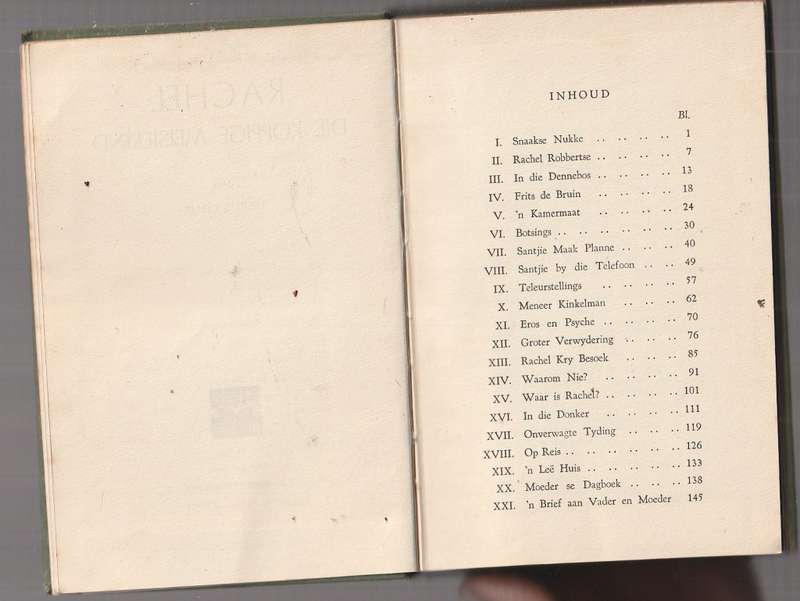 RACHEL
DIE KOPPIGE MEISIEKIND
INHOUD
Bl.
I. Snaakse Nukke .. .. .. .. 1
II. Rachel Robbertse .. .. .. .. 7
III. In die Dennebos .. .. .. .. 13
IV. Frits de Bruin .. .. .. .. 18
V. 'n Kamermaat .. .. .. .. 24
VI. Botsings .. .. .. .. .. .. 30
VII. Santjie Maak Planne .. .. .. 40
VIII. Santjie by die Telefoon .. .. 49
IX. Teleurstellings .. .. .. .. 57
X. Meneer Kinkelman .. .. .. 62
XI. Eros en Psyche .. .. .. .. 70
XII. Groter Verwydering .. .. .. 76
XIII. Rachel Kry Besoek .. .. .. 85
XIV. Waarom Nie? .. .. .. .. 91
XV. Waar is Rachel? .. .. .. .. 101
XVI. In die Donker .. .. .. .. 111
XVII. Onverwagte Tyding .. .. .. 119
XVIII. Op Reis .. .. .. .. .. .. 126
XIX. 'n Leë Huis .. .. .. .. .. 133
XX. Moeder se Dagboek .. .. .. 138
XXI. 'n Brief aan Vader en Moeder 145